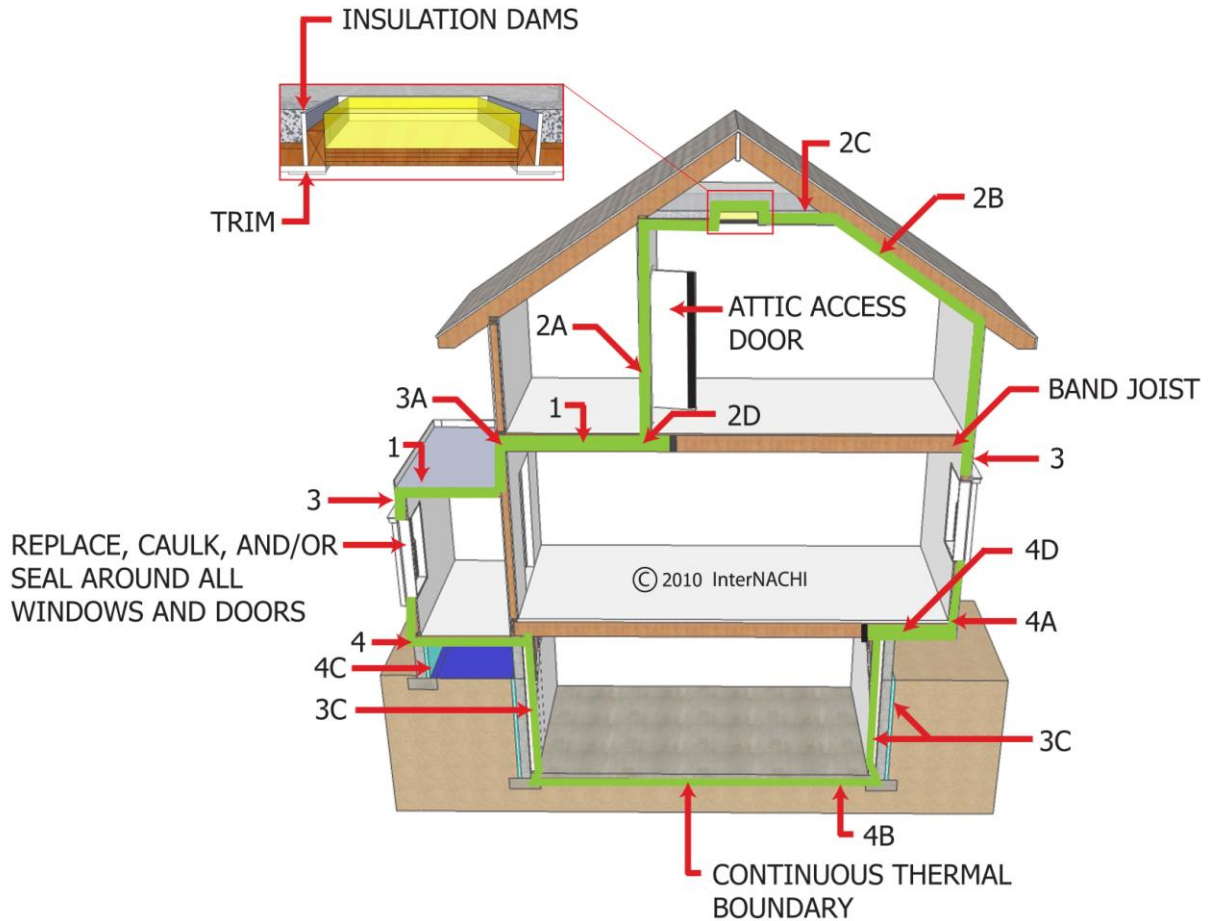 INSULATION DAMS
TRIM
2C
2B
ATTIC ACCESS
DOOR
2A
3A
1
2D
BAND JOIST
1
3
3
REPLACE, CAULK, AND/OR
SEAL AROUND ALL
WINDOWS AND DOORS
© 2010 InterNACHI
4D
4
4A
4C
3C
3C
4B
CONTINUOUS THERMAL
BOUNDARY